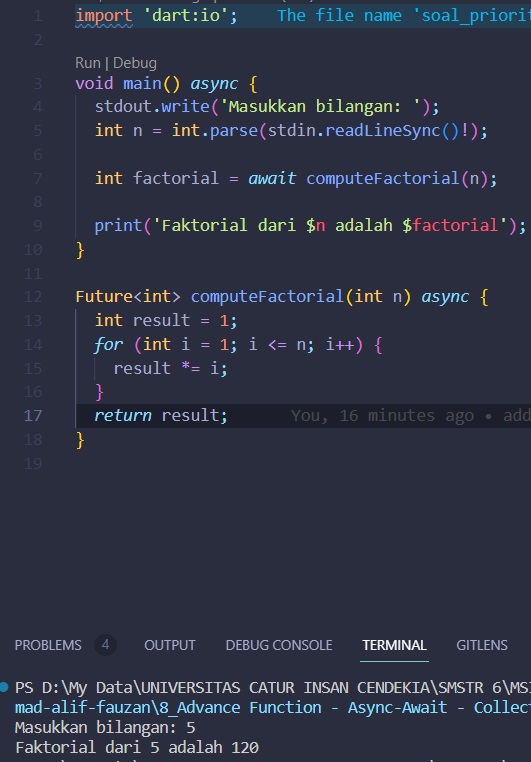 1 import 'dart:io'; The file name 'soal_priorit
2
Run | Debug
3 void main() async {
4 stdout.write('Masukkan bilangan: ');
5 int n = int.parse(stdin.readLineSync()!);
6
7 int factorial = await computeFactorial(n);
8
9 print('Faktorial dari $n adalah $factorial');
10 }
11
12 Future<int> computeFactorial(int n) async {
13 int result = 1;
14 for (int i = 1; i <= n; i++) {
15 result *= i;
16 }
17 return result; You, 16 minutes ago • add
18 }
19
PROBLEMS 4 OUTPUT DEBUG CONSOLE TERMINAL GITLENS
PS D:\My Data\UNIVERSITAS CATUR INSAN CENDEKIA\SMSTR 6\MSI
mad-alif-fauzan\8_Advance Function - Async-Await - Collect
Masukkan bilangan: 5
Faktorial dari 5 adalah 120